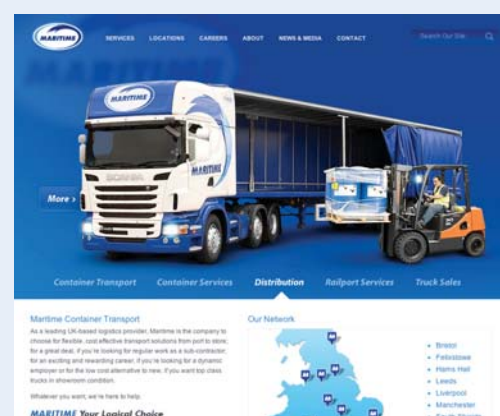 MARITIME
SERVICES LOCATIONS CAREERS ABOUT NEWS & MEDIA CONTACT
Search Our Site
MARITIME
MARITIME
SCANIA
MARITIME
More >
Container Transport Container Services Distribution Railport Services Truck Sales
Maritime Container Transport
As a leading UK-based logistics provider, Maritime is the company to
choose for flexible, cost effective transport solutions from port to store;
for a great deal, if you're looking for regular work as a sub-contractor;
for an exciting and rewarding career, if you're looking for a dynamic
employer or for the low cost alternative to new, if you want top class
trucks in showroom condition.
Whatever you want, we're here to help.
MARITIME Your Logical Choice
Our Network
Bristol
Felixstowe
Hams Hall
Leeds
Liverpool
Manchester